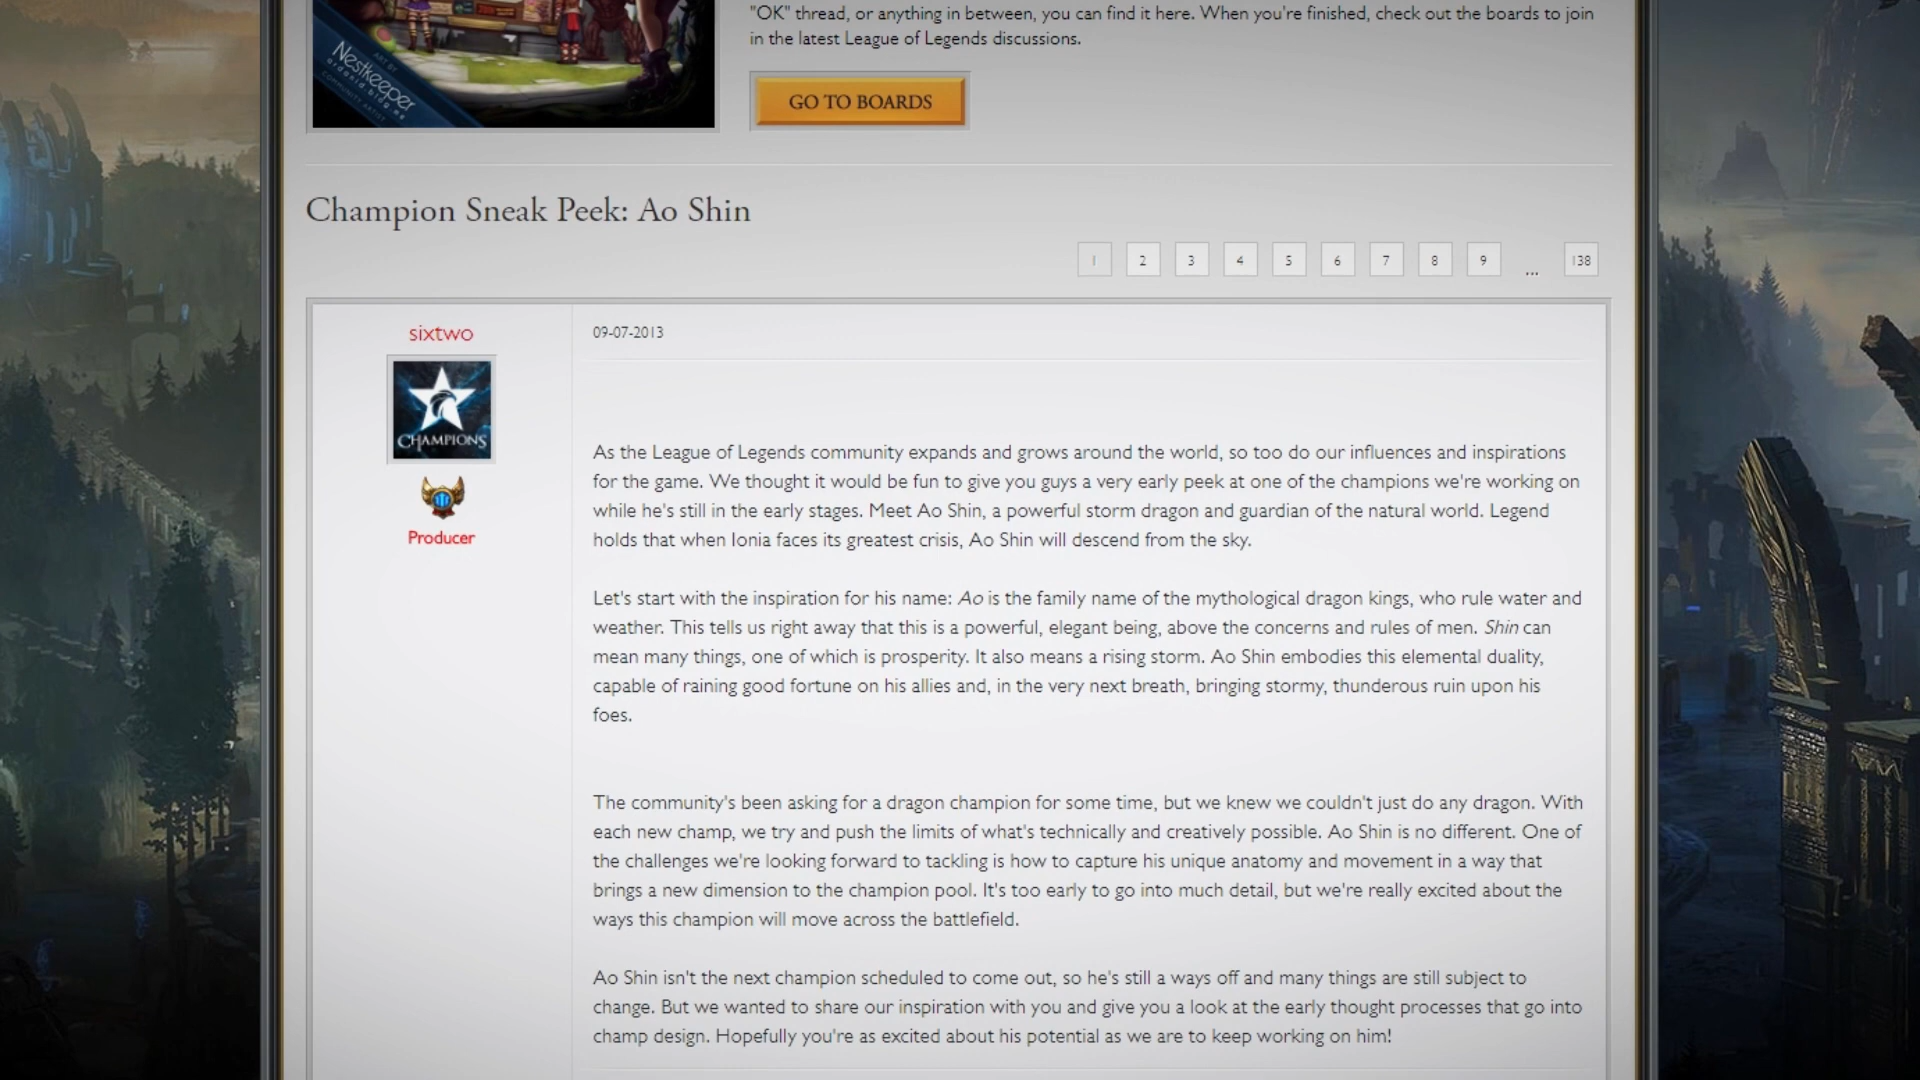 "OK" thread, or anything in between, you can find it here. When you're finished, check out the boards to join
in the latest League of Legends discussions.
ART BY
Nestkeeper
COMMUNITY ARTIST
GO TO BOARDS
Champion Sneak Peek: Ao Shin
1 2 3 4 5 6 7 8 9 ... 138
sixtwo
CHAMPIONS
Producer
09-07-2013
As the League of Legends community expands and grows around the world, so too do our influences and inspirations
for the game. We thought it would be fun to give you guys a very early peek at one of the champions we're working on
while he's still in the early stages. Meet Ao Shin, a powerful storm dragon and guardian of the natural world. Legend
holds that when Ionia faces its greatest crisis, Ao Shin will descend from the sky.
Let's start with the inspiration for his name: Ao is the family name of the mythological dragon kings, who rule water and
weather. This tells us right away that this is a powerful, elegant being, above the concerns and rules of men. Shin can
mean many things, one of which is prosperity. It also means a rising storm. Ao Shin embodies this elemental duality,
capable of raining good fortune on his allies and, in the very next breath, bringing stormy, thunderous ruin upon his
foes.
The community's been asking for a dragon champion for some time, but we knew we couldn't just do any dragon. With
each new champ, we try and push the limits of what's technically and creatively possible. Ao Shin is no different. One of
the challenges we're looking forward to tackling is how to capture his unique anatomy and movement in a way that
brings a new dimension to the champion pool. It's too early to go into much detail, but we're really excited about the
ways this champion will move across the battlefield.
Ao Shin isn't the next champion scheduled to come out, so he's still a ways off and many things are still subject to
change. But we wanted to share our inspiration with you and give you a look at the early thought processes that go into
champ design. Hopefully you're as excited about his potential as we are to keep working on him!